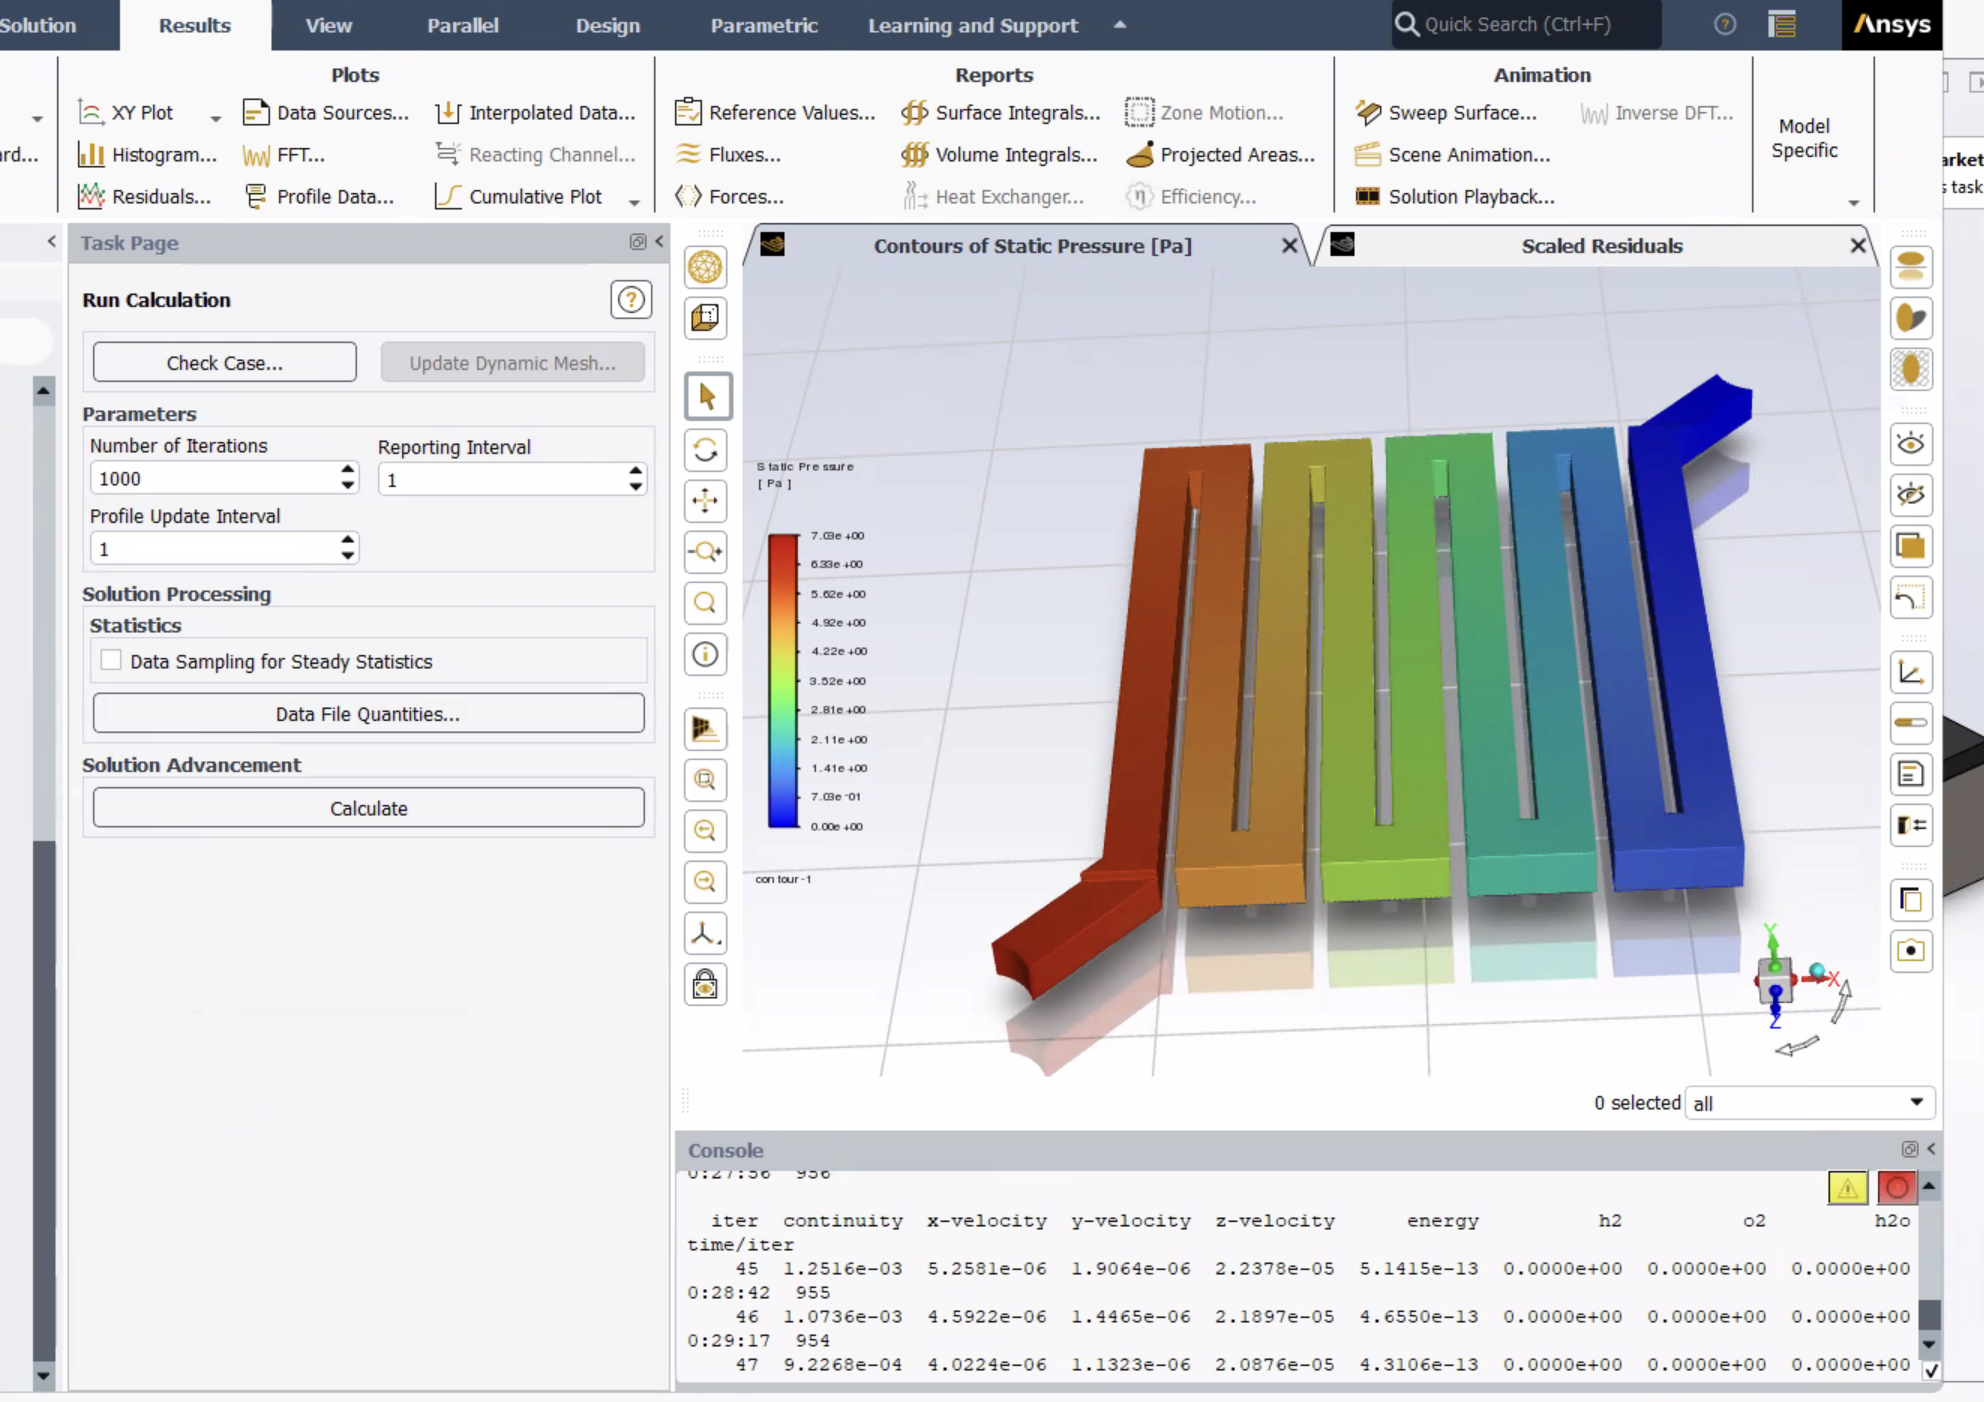 Solution Results View Parallel Design Parametric Learning and Support Quick Search (Ctrl+F) Ansys
Plots Reports Animation
XY Plot Data Sources... Interpolated Data... Reference Values... Surface Integrals... Zone Motion... Sweep Surface... Inverse DFT...
Model
Specific
rd... Histogram... FFT... Reacting Channel... Fluxes... Volume Integrals... Projected Areas... Scene Animation...
Residuals... Profile Data... Cumulative Plot Forces... Heat Exchanger... Efficiency... Solution Playback...
arket
s task
Task Page
Contours of Static Pressure [Pa] Scaled Residuals
Run Calculation
Check Case... Update Dynamic Mesh...
Parameters
Number of Iterations Reporting Interval
1000 1
Profile Update Interval
1
Solution Processing
Statistics
Data Sampling for Steady Statistics
Data File Quantities...
Solution Advancement
Calculate
Static Pressure
[ Pa ]
7.03e +00
6.33e +00
5.62e +00
4.92e +00
4.22e +00
3.52e +00
2.81e +00
2.11e +00
1.41e +00
7.03e -01
0.00e +00
contour-1
Y
X
Z
0 selected all
Console
0:27:56 956
iter continuity x-velocity y-velocity z-velocity energy h2 o2 h2o
time/iter
45 1.2516e-03 5.2581e-06 1.9064e-06 2.2378e-05 5.1415e-13 0.0000e+00 0.0000e+00 0.0000e+00
0:28:42 955
46 1.0736e-03 4.5922e-06 1.4465e-06 2.1897e-05 4.6550e-13 0.0000e+00 0.0000e+00 0.0000e+00
0:29:17 954
47 9.2268e-04 4.0224e-06 1.1323e-06 2.0876e-05 4.3106e-13 0.0000e+00 0.0000e+00 0.0000e+00